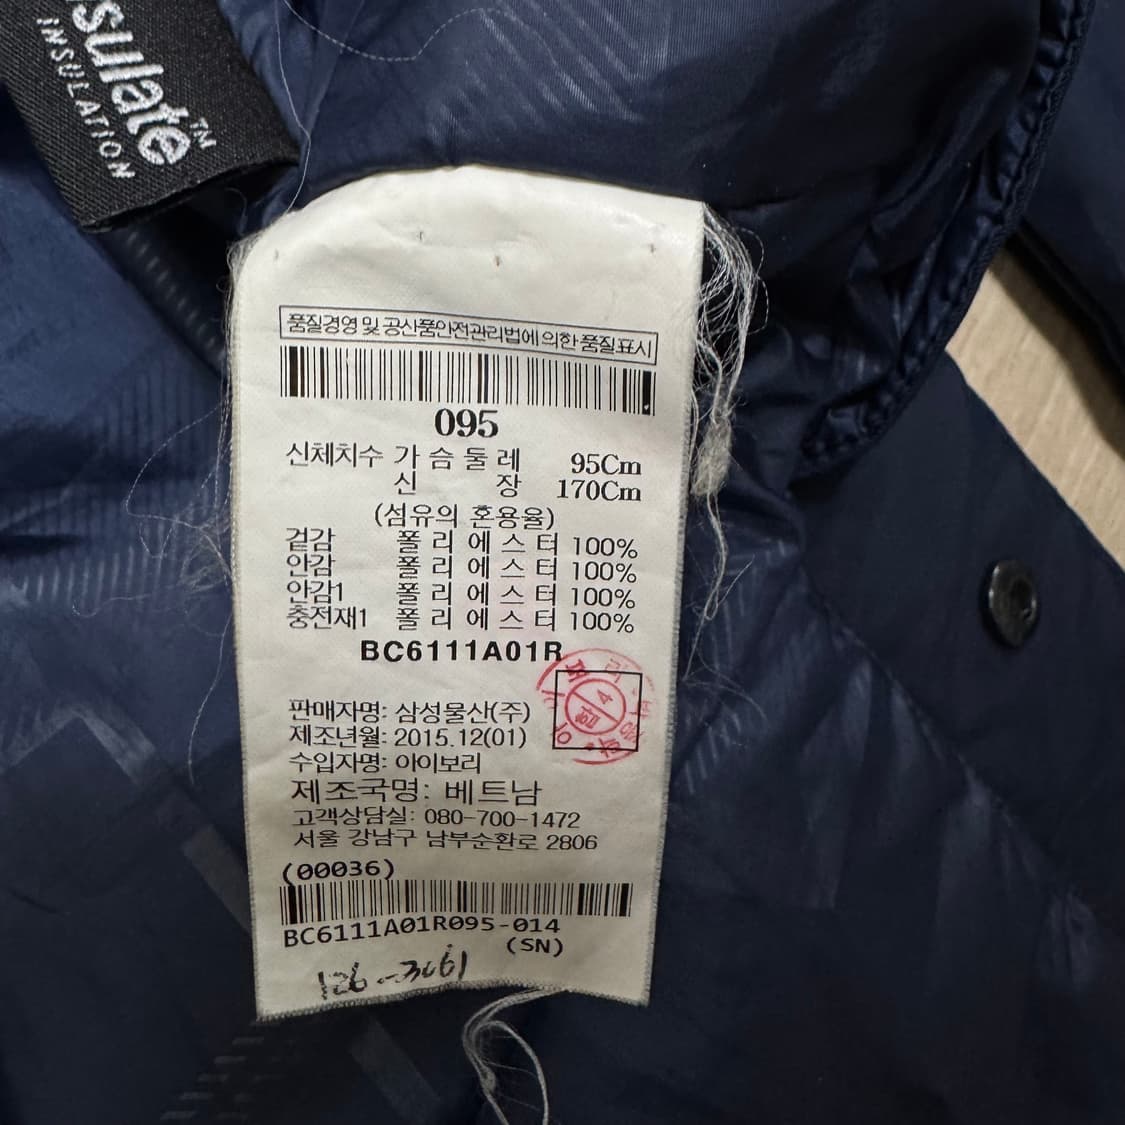 sulate™
INSULATION
품질경영 및 공산품안전관리법에 의한 품질표시
095
신체치수 가 슴 둘 레 95Cm
신 장 170Cm
(섬유의 혼용율)
겉감 폴 리 에 스 터 100%
안감 폴 리 에 스 터 100%
안감1 폴 리 에 스 터 100%
충전재1 폴 리 에 스 터 100%
BC6111A01R
판매자명: 삼성물산(주)
제조년월: 2015.12(01)
수입자명: 아이보리
제조국명: 베트남
고객상담실: 080-700-1472
서울 강남구 남부순환로 2806
(00036)
BC6111A01R095-014
(SN)
126-3061